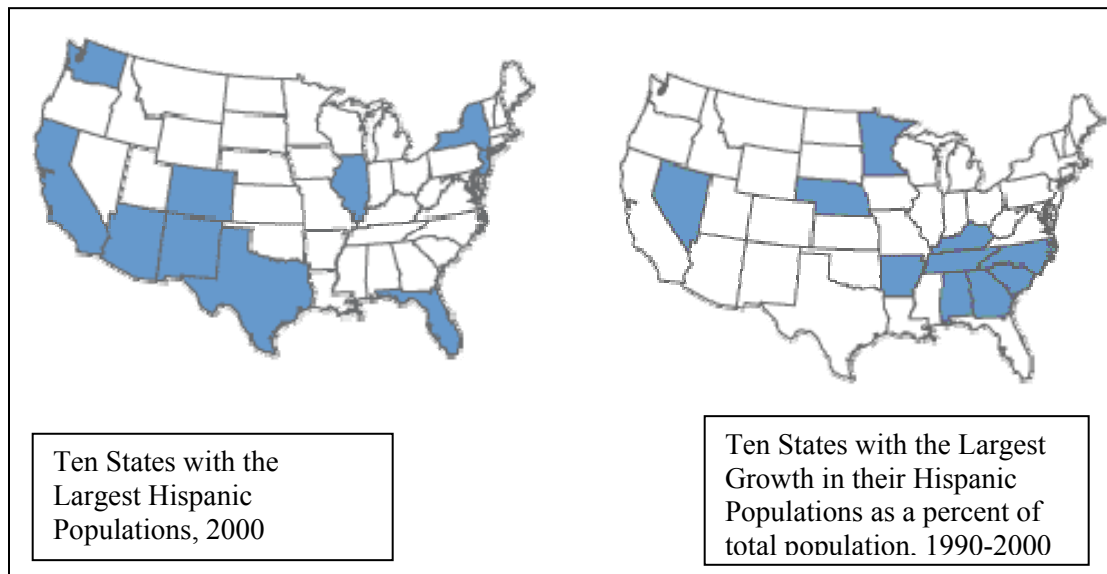 Ten States with the
Largest Hispanic
Populations, 2000
Ten States with the Largest
Growth in their Hispanic
Populations as a percent of
total population, 1990-2000